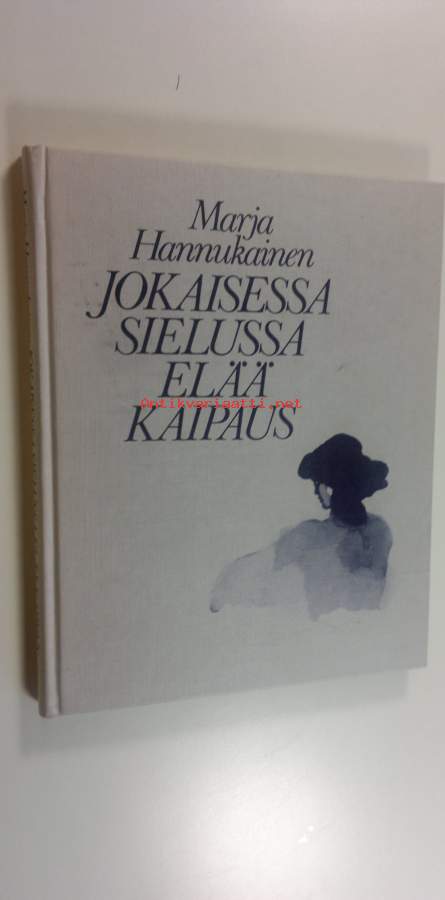 Marja
Hannukainen
JOKAISESSA
SIELUSSA
ELÄÄ
Antikvariaatti.net
KAIPAUS